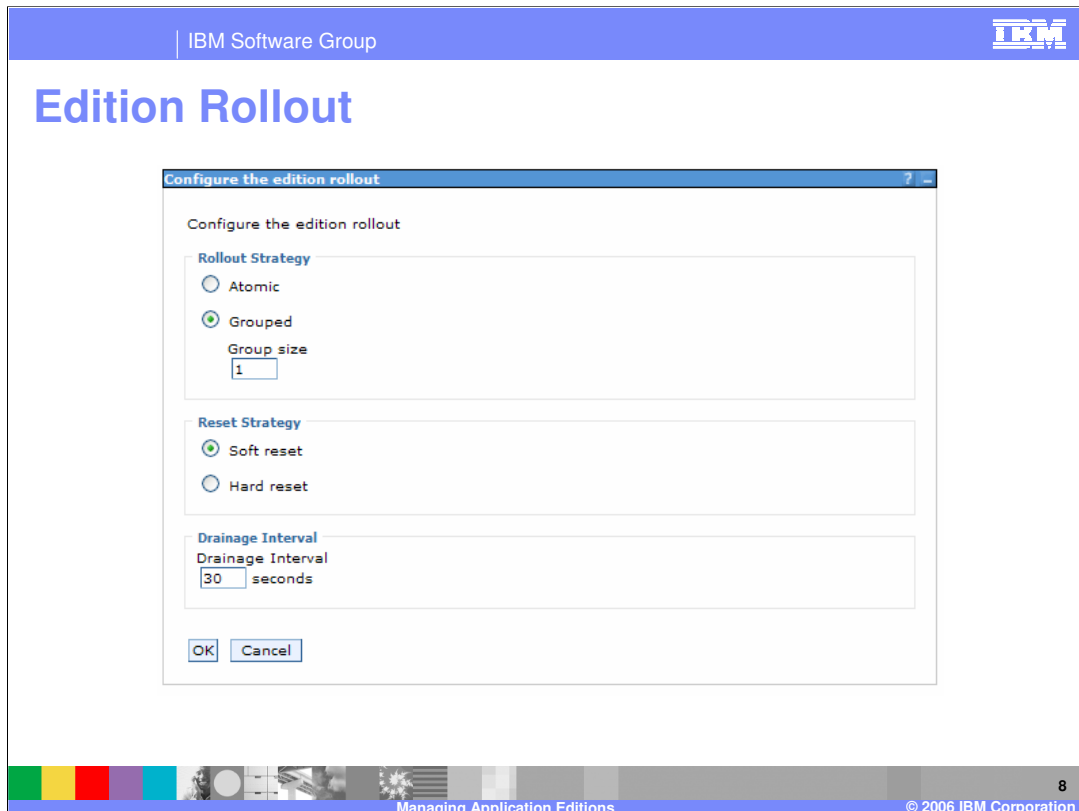 IBM Software Group
IBM
Edition Rollout
Configure the edition rollout ? _
Configure the edition rollout
Rollout Strategy
Atomic
Grouped
Group size
1
Reset Strategy
Soft reset
Hard reset
Drainage Interval
Drainage Interval
30 seconds
OK Cancel
8
Managing Application Editions © 2006 IBM Corporation